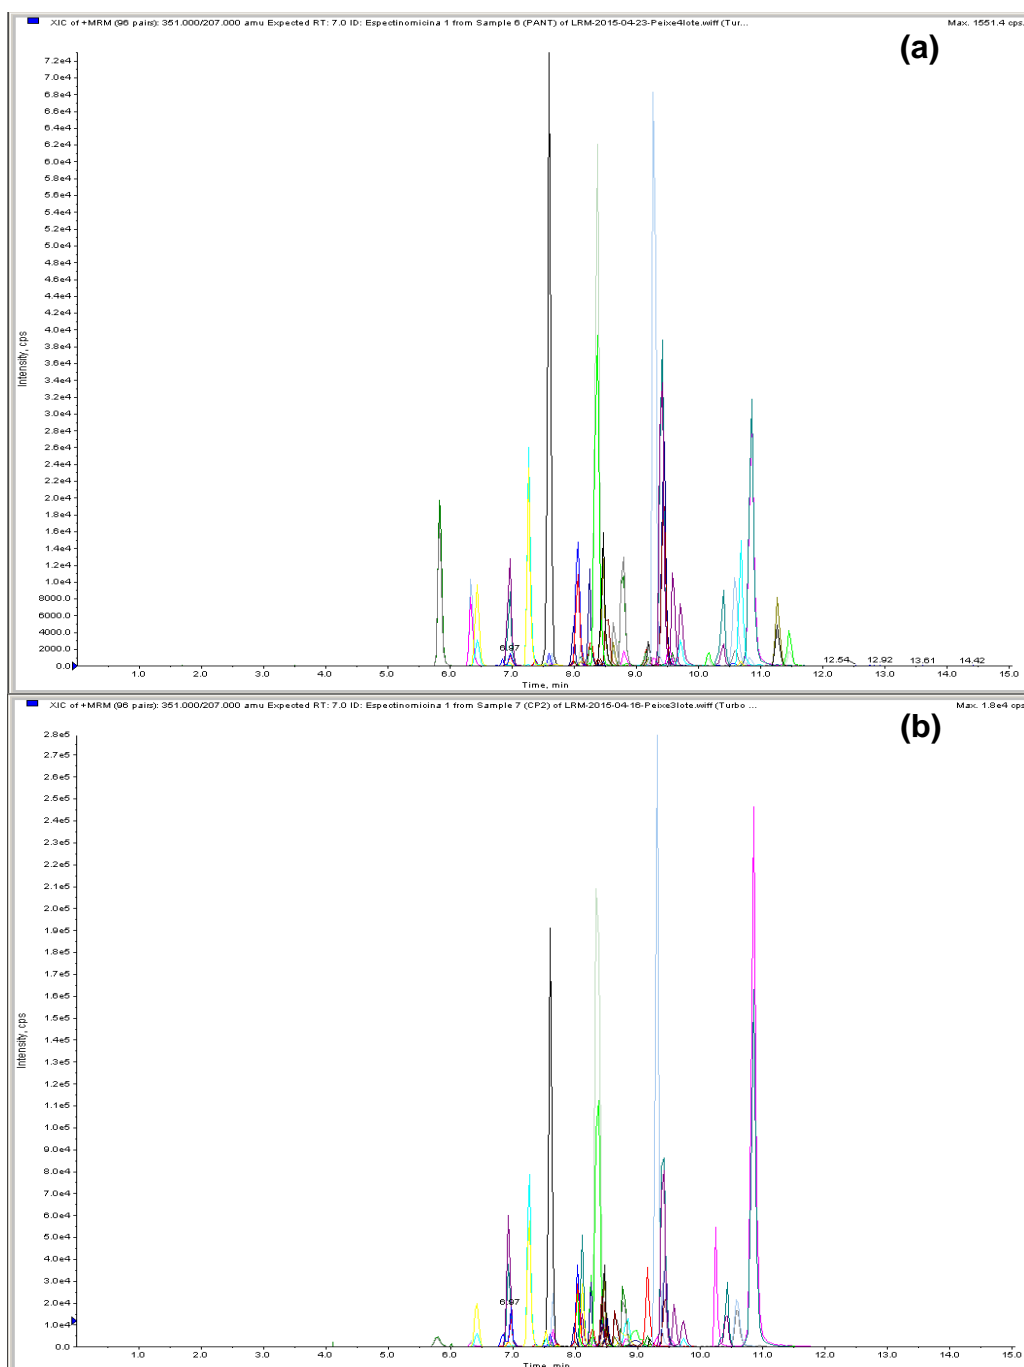 XIC of +MRM (96 pairs): 351.000/207.000 amu Expected RT: 7.0 ID: Espectinomicina 1 from Sample 6 (PANT) of LRM-2015-04-23-Peixe4lote.wiff (Tur... Max. 1551.4 cps.
(a)
7.2e4
7.0e4
6.8e4
6.6e4
6.4e4
6.2e4
6.0e4
5.8e4
5.6e4
5.4e4
5.2e4
5.0e4
4.8e4
4.6e4
4.4e4
4.2e4
4.0e4
3.8e4
3.6e4
3.4e4
3.2e4
3.0e4
2.8e4
2.6e4
2.4e4
2.2e4
2.0e4
1.8e4
1.6e4
1.4e4
1.2e4
1.0e4
8000.0
6000.0
4000.0
2000.0
0.0
Intensity, cps
6.97
12.54 12.92 13.61 14.42
1.0 2.0 3.0 4.0 5.0 6.0 7.0 8.0 9.0 10.0 11.0 12.0 13.0 14.0 15.0
Time, min
XIC of +MRM (96 pairs): 351.000/207.000 amu Expected RT: 7.0 ID: Espectinomicina 1 from Sample 7 (CP2) of LRM-2015-04-16-Peixe3lote.wiff (Turbo ... Max. 1.8e4 cps.
(b)
2.8e5
2.7e5
2.6e5
2.5e5
2.4e5
2.3e5
2.2e5
2.1e5
2.0e5
1.9e5
1.8e5
1.7e5
1.6e5
1.5e5
1.4e5
1.3e5
1.2e5
1.1e5
1.0e5
9.0e4
8.0e4
7.0e4
6.0e4
5.0e4
4.0e4
3.0e4
2.0e4
1.0e4
0.0
Intensity, cps
6.97
1.0 2.0 3.0 4.0 5.0 6.0 7.0 8.0 9.0 10.0 11.0 12.0 13.0 14.0 15.0
Time, min